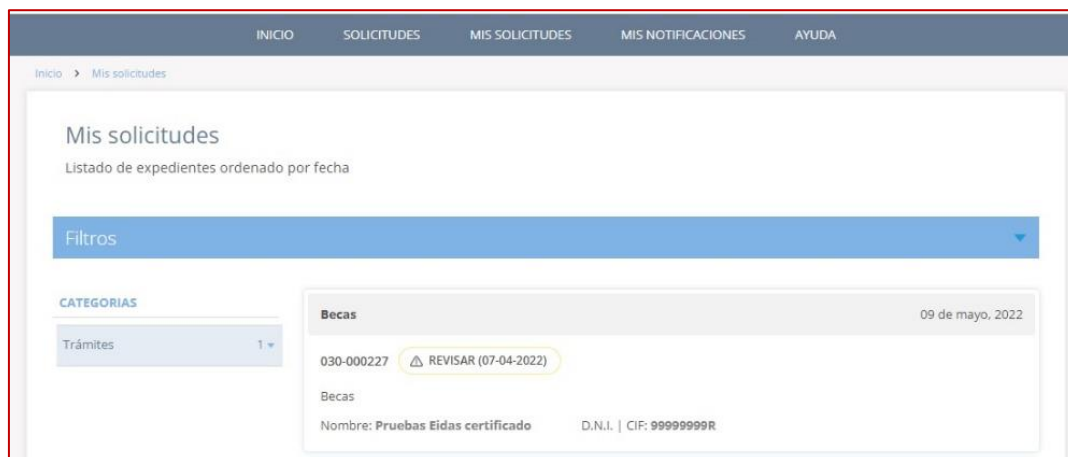 INICIO SOLICITUDES MIS SOLICITUDES MIS NOTIFICACIONES AYUDA
Inicio > Mis solicitudes
Mis solicitudes
Listado de expedientes ordenado por fecha
Filtros
CATEGORIAS
Trámites 1
Becas 09 de mayo, 2022
030-000227 REVISAR (07-04-2022)
Becas
Nombre: Pruebas Eidas certificado D.N.I. | CIF: 99999999R